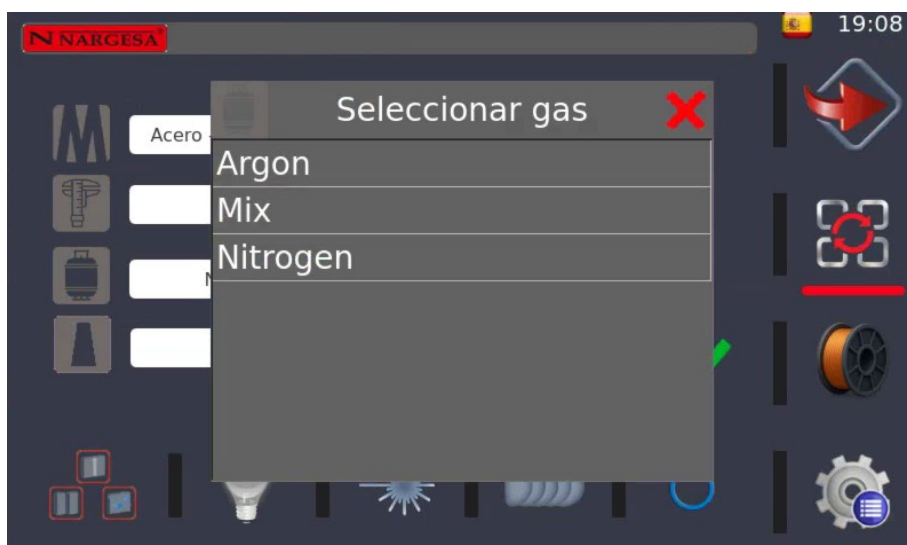 N NARGESA
19:08
Seleccionar gas
Acero
Argon
Mix
Nitrogen